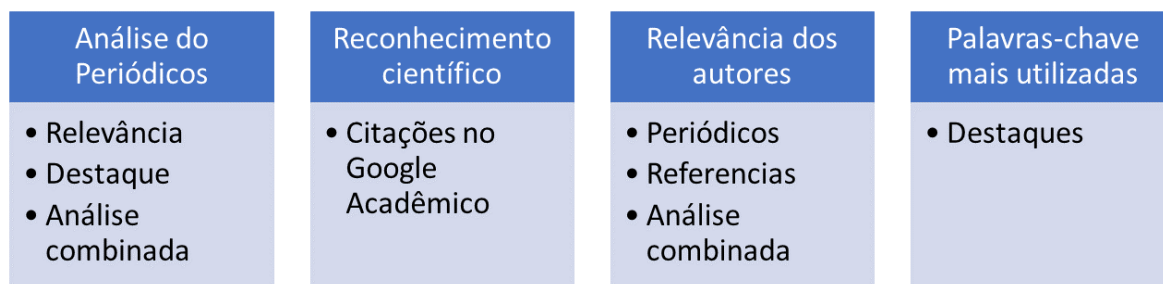 Análise do
Periódicos
• Relevância
• Destaque
• Análise
combinada
Reconhecimento
científico
• Citações no
Google
Acadêmico
Relevância dos
autores
• Periódicos
• Referencias
• Análise
combinada
Palavras-chave
mais utilizadas
• Destaques